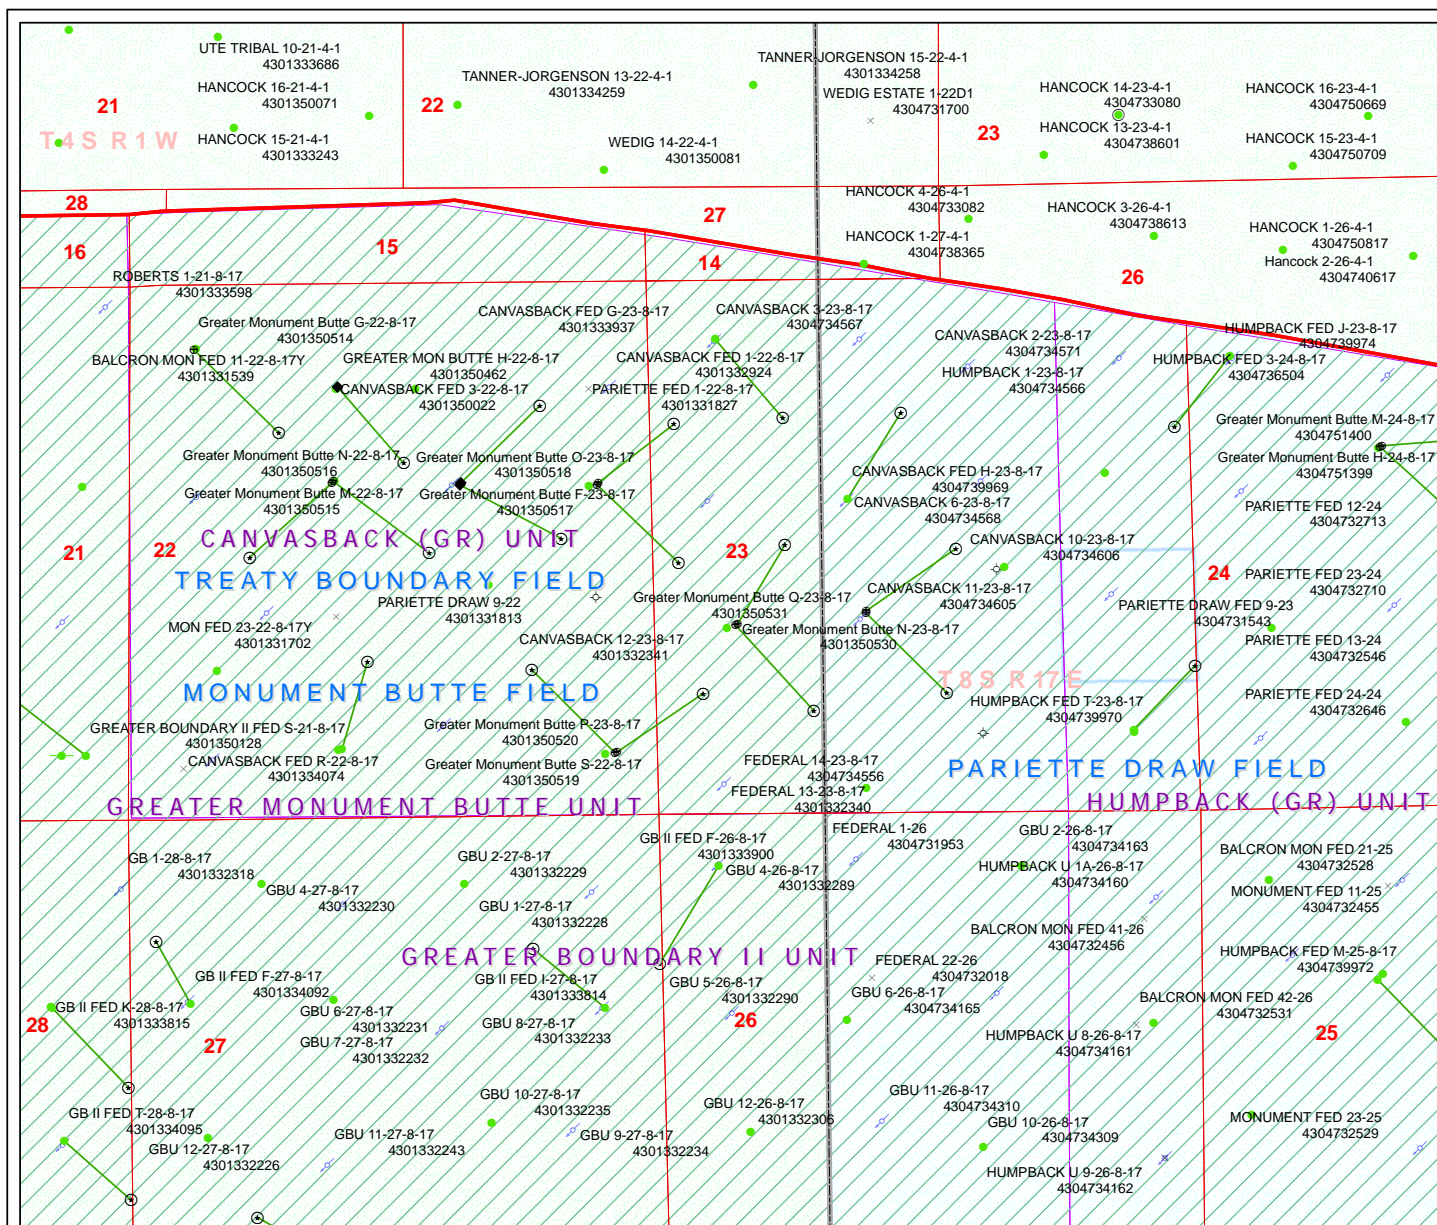 UTE TRIBAL 10-21-4-1
4301333686
HANCOCK 16-21-4-1
4301350071
21
T4S R1W
HANCOCK 15-21-4-1
4301333243
22
TANNER-JORGENSON 13-22-4-1
4301334259
TANNER-JORGENSON 15-22-4-1
4301334258
WEDIG ESTATE 1-22D1
4304731700
WEDIG 14-22-4-1
4301350081
23
HANCOCK 14-23-4-1
4304733080
HANCOCK 13-23-4-1
4304738601
HANCOCK 16-23-4-1
4304750669
HANCOCK 15-23-4-1
4304750709
28
27
HANCOCK 4-26-4-1
4304733082
HANCOCK 1-27-4-1
4304738365
HANCOCK 3-26-4-1
4304738613
HANCOCK 1-26-4-1
4304750817
Hancock 2-26-4-1
4304740617
26
16
15
14
ROBERTS 1-21-8-17
4301333598
Greater Monument Butte G-22-8-17
4301350514
BALCRON MON FED 11-22-8-17Y
4301331539
GREATER MON BUTTE H-22-8-17
4301350462
CANVASBACK FED 3-22-8-17
4301350022
CANVASBACK FED G-23-8-17
4301333937
CANVASBACK FED 1-22-8-17
4301332924
PARIETTE FED 1-22-8-17
4301331827
CANVASBACK 3-23-8-17
4304734567
CANVASBACK 2-23-8-17
4304734571
HUMPBACK 1-23-8-17
4304734566
HUMPBACK FED J-23-8-17
4304739974
HUMPBACK FED 3-24-8-17
4304736504
Greater Monument Butte M-24-8-17
4304751400
Greater Monument Butte H-24-8-17
4304751399
Greater Monument Butte N-22-8-17
4301350516
Greater Monument Butte M-22-8-17
4301350515
Greater Monument Butte O-23-8-17
4301350518
Greater Monument Butte F-23-8-17
4301350517
CANVASBACK FED H-23-8-17
4304739969
CANVASBACK 6-23-8-17
4304734568
CANVASBACK 10-23-8-17
4304734606
PARIETTE FED 12-24
4304732713
21
22
CANVASBACK (GR) UNIT
23
TREATY BOUNDARY FIELD
24
PARIETTE FED 23-24
4304732710
PARIETTE DRAW 9-22
4301331813
MON FED 23-22-8-17Y
4301331702
Greater Monument Butte Q-23-8-17
4301350531
Greater Monument Butte N-23-8-17
4301350530
CANVASBACK 11-23-8-17
4304734605
PARIETTE DRAW FED 9-23
4304731543
CANVASBACK 12-23-8-17
4301332341
PARIETTE FED 13-24
4304732546
MONUMENT BUTTE FIELD
T8S R17E
PARIETTE FED 24-24
4304732646
HUMPBACK FED T-23-8-17
4304739970
GREATER BOUNDARY II FED S-21-8-17
4301350128
CANVASBACK FED R-22-8-17
4301334074
Greater Monument Butte P-23-8-17
4301350520
Greater Monument Butte S-22-8-17
4301350519
FEDERAL 14-23-8-17
4304734556
FEDERAL 13-23-8-17
4301332340
PARIETTE DRAW FIELD
GREATER MONUMENT BUTTE UNIT
HUMPBACK (GR) UNIT
GB 1-28-8-17
4301332318
GBU 4-27-8-17
4301332230
GBU 2-27-8-17
4301332229
GBU 1-27-8-17
4301332228
GB II FED F-26-8-17
4301333900
GBU 4-26-8-17
4301332289
FEDERAL 1-26
4304731953
GBU 2-26-8-17
4304734163
HUMPBACK U 1A-26-8-17
4304734160
BALCRON MON FED 21-25
4304732528
MONUMENT FED 11-25
4304732455
BALCRON MON FED 41-26
4304732456
GREATER BOUNDARY II UNIT
HUMPBACK FED M-25-8-17
4304739972
GB II FED F-27-8-17
4301334092
GB II FED K-28-8-17
4301333815
GBU 6-27-8-17
4301332231
GBU 7-27-8-17
4301332232
GB II FED I-27-8-17
4301333814
GBU 8-27-8-17
4301332233
GBU 5-26-8-17
4301332290
FEDERAL 22-26
4304732018
GBU 6-26-8-17
4304734165
BALCRON MON FED 42-26
4304732531
HUMPBACK U 8-26-8-17
4304734161
28
27
26
25
GB II FED T-28-8-17
4301334095
GBU 12-27-8-17
4301332226
GBU 11-27-8-17
4301332243
GBU 10-27-8-17
4301332235
GBU 9-27-8-17
4301332234
GBU 12-26-8-17
4301332306
GBU 11-26-8-17
4304734310
GBU 10-26-8-17
4304734309
HUMPBACK U 9-26-8-17
4304734162
MONUMENT FED 23-25
4304732529